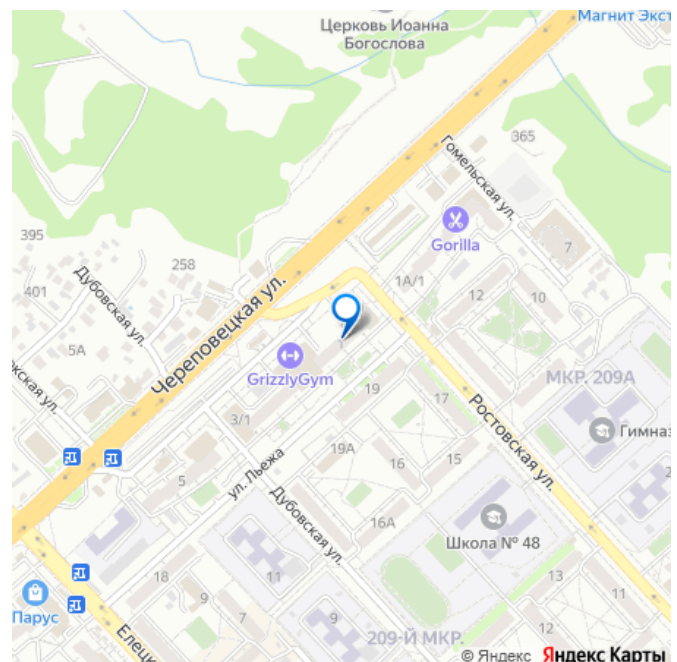 Церковь Иоанна
Богослова
Магнит Экст
365
Гомельская ул.
395
258
Gorilla
7
401
Дубовская ул.
1А/1
12
10
Череповецкая ул.
5А
1
GrizzlyGym
МКР. 209А
жская ул.
19
17
3/1
Ростовская ул.
Гимназ
19А
16
15
ул. Льежа
5
Дубовская ул.
16А
Школа № 48
18
9
7
11
9
13
11
Парус
Елецк
12
209-Й МКР.
© Яндекс Яндекс Карты